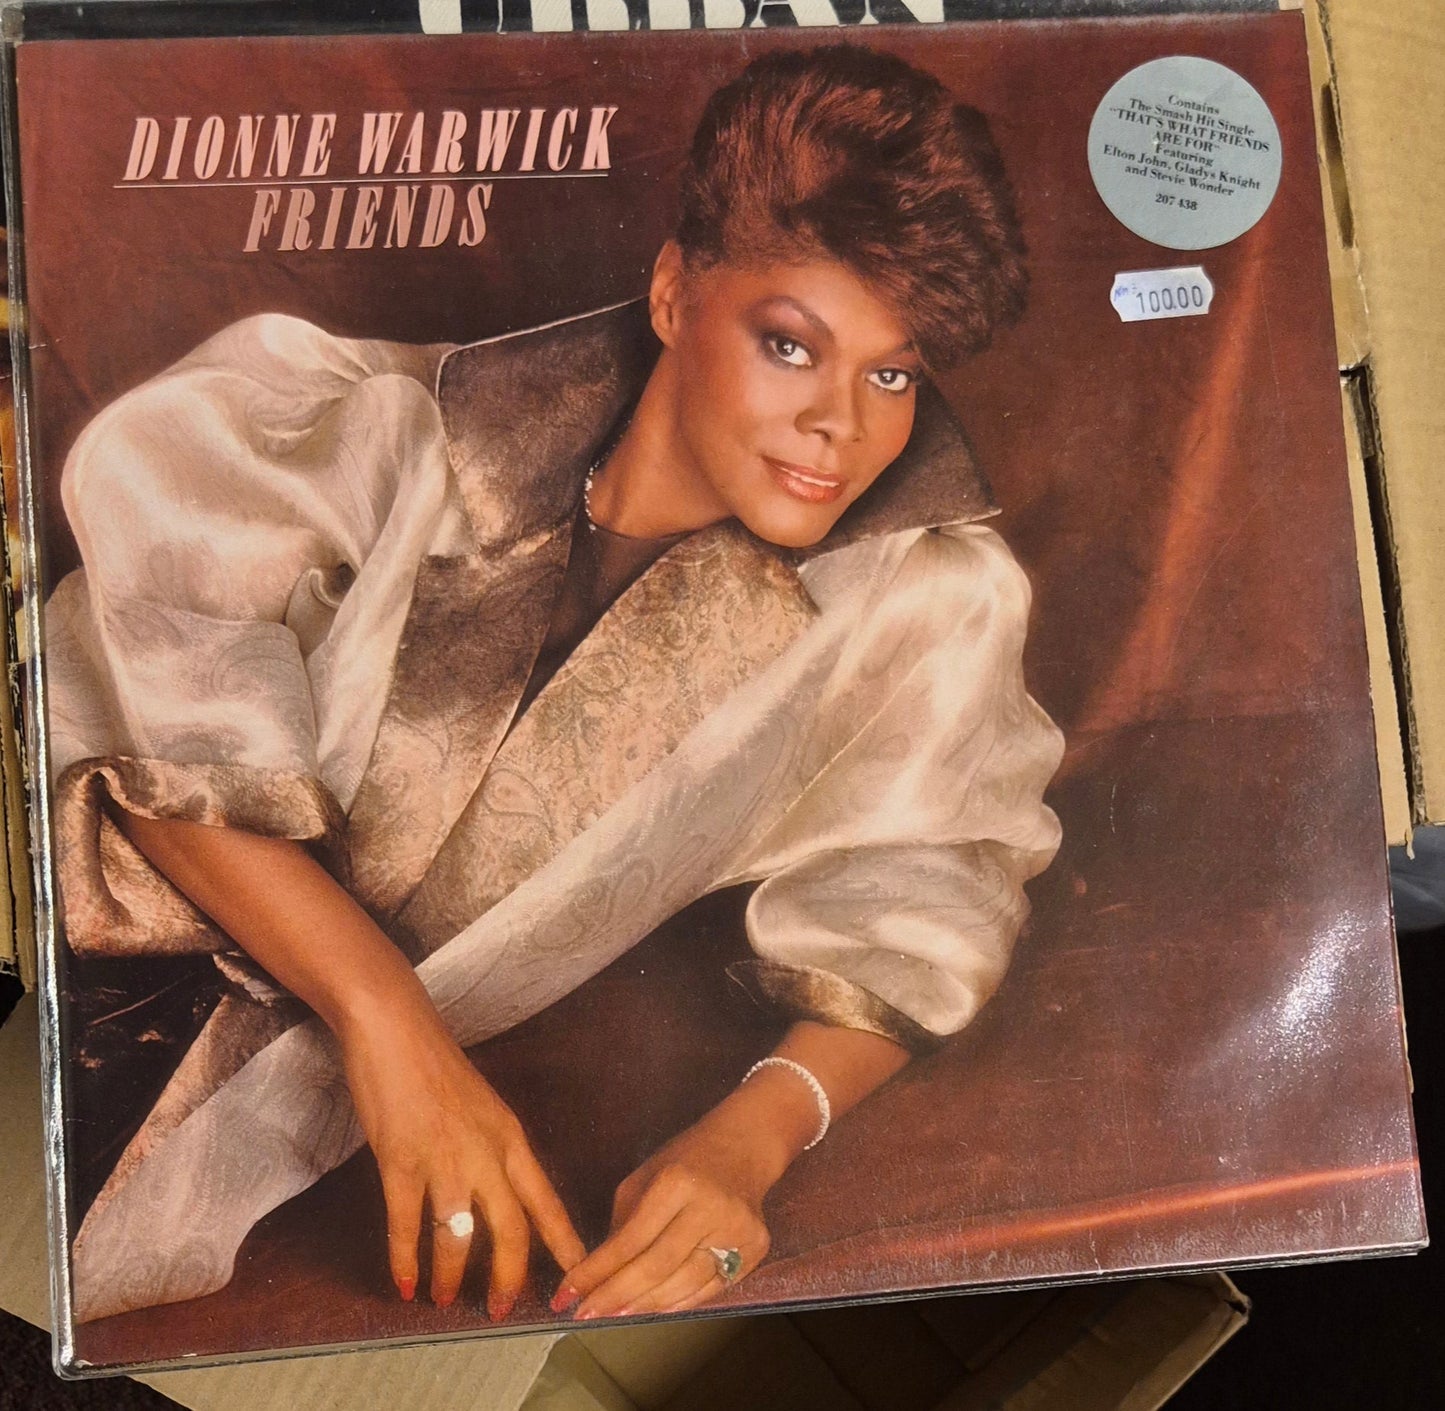 URBAN
DIONNE WARWICK
FRIENDS
Contains
The Smash Hit Single
"THAT'S WHAT FRIENDS
ARE FOR"
Featuring
Elton John, Gladys Knight
and Stevie Wonder
207 438
100.00